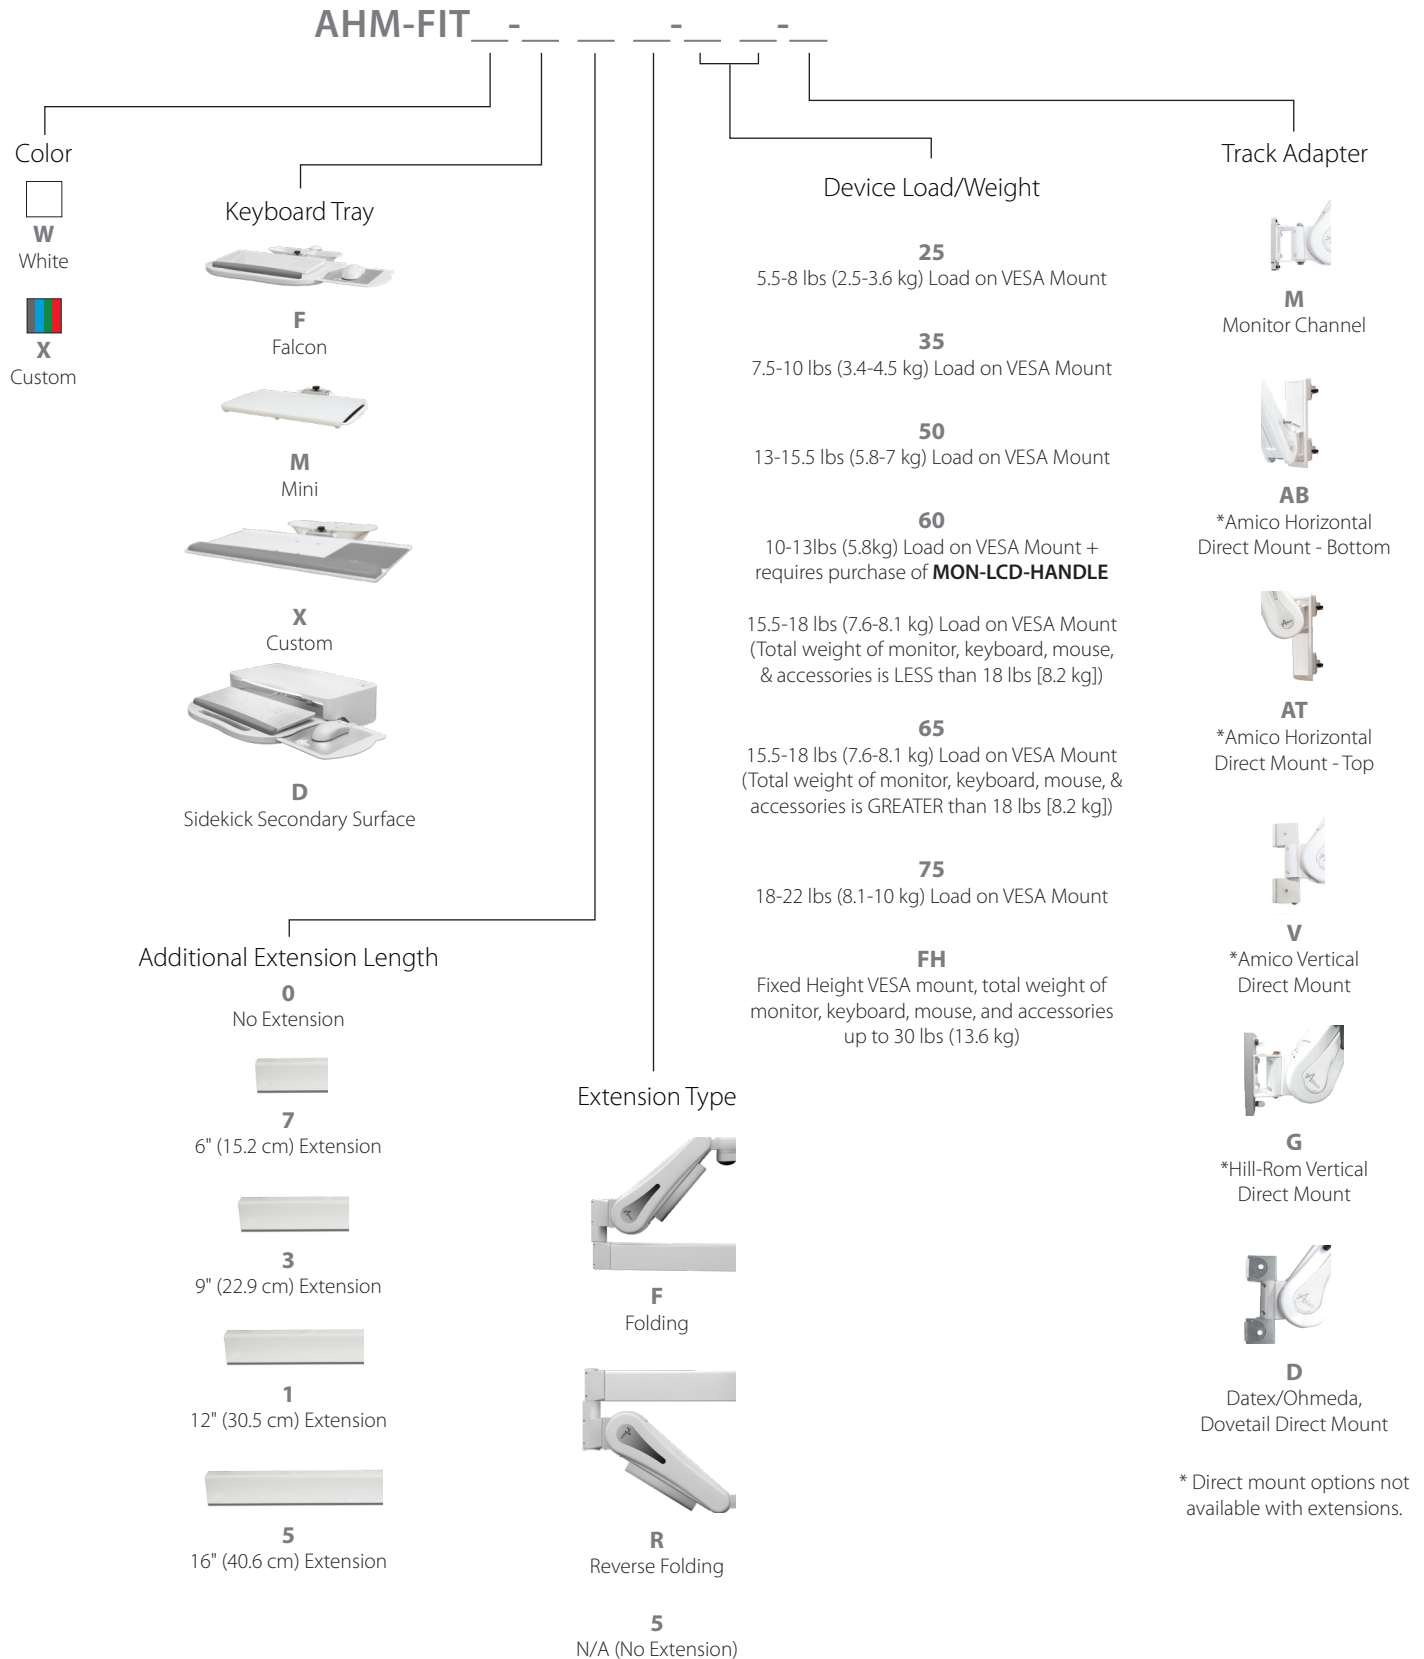 AHM-FIT__-__ __ __-__ __-__
Color
W
White
X
Custom
Keyboard Tray
F
Falcon
M
Mini
X
Custom
D
Sidekick Secondary Surface
Additional Extension Length
0
No Extension
7
6" (15.2 cm) Extension
3
9" (22.9 cm) Extension
1
12" (30.5 cm) Extension
5
16" (40.6 cm) Extension
Extension Type
F
Folding
R
Reverse Folding
5
N/A (No Extension)
Device Load/Weight
25
5.5-8 lbs (2.5-3.6 kg) Load on VESA Mount
35
7.5-10 lbs (3.4-4.5 kg) Load on VESA Mount
50
13-15.5 lbs (5.8-7 kg) Load on VESA Mount
60
10-13lbs (5.8kg) Load on VESA Mount +
requires purchase of MON-LCD-HANDLE
15.5-18 lbs (7.6-8.1 kg) Load on VESA Mount
(Total weight of monitor, keyboard, mouse,
& accessories is LESS than 18 lbs [8.2 kg])
65
15.5-18 lbs (7.6-8.1 kg) Load on VESA Mount
(Total weight of monitor, keyboard, mouse, &
accessories is GREATER than 18 lbs [8.2 kg])
75
18-22 lbs (8.1-10 kg) Load on VESA Mount
FH
Fixed Height VESA mount, total weight of
monitor, keyboard, mouse, and accessories
up to 30 lbs (13.6 kg)
Track Adapter
M
Monitor Channel
AB
*Amico Horizontal
Direct Mount - Bottom
AT
*Amico Horizontal
Direct Mount - Top
V
*Amico Vertical
Direct Mount
G
*Hill-Rom Vertical
Direct Mount
D
Datex/Ohmeda,
Dovetail Direct Mount
* Direct mount options not
available with extensions.